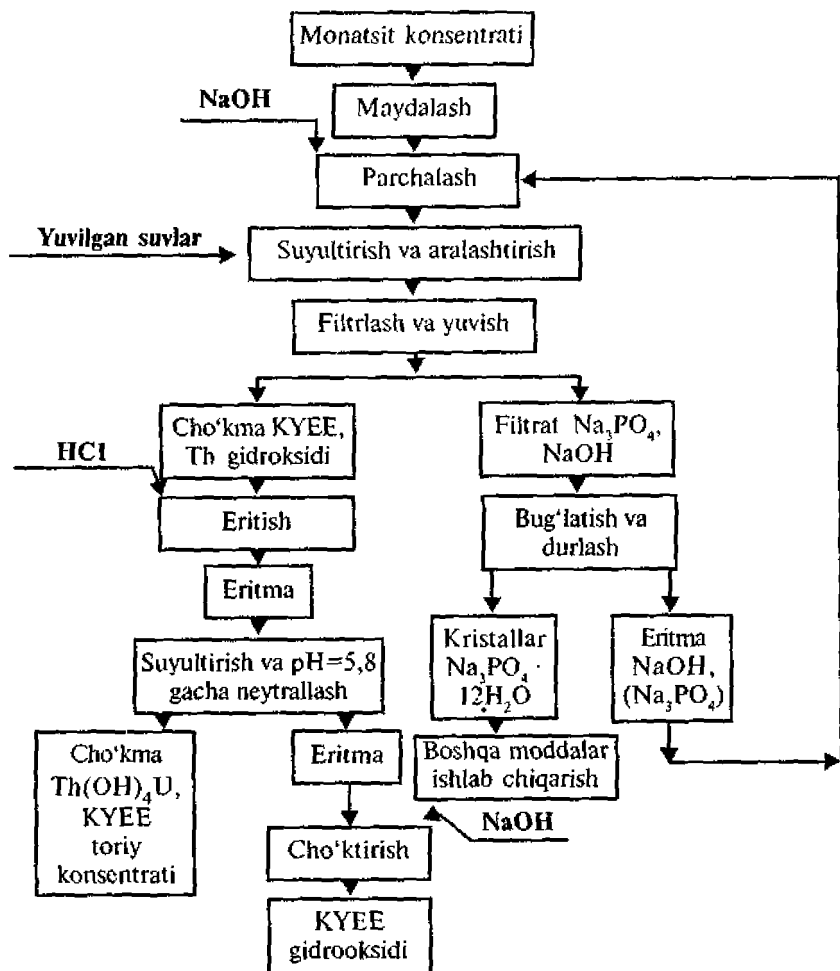 Monatsit konsentrati
NaOH
Maydalash
Parchalash
Yuvilgan suvlar
Suyultirish va aralashtirish
Filtrlash va yuvish
Cho‘kma KYEE,
Th gidroksidi
Filtrat Na₃PO₄,
NaOH
HCl
Eritish
Bug‘latish va
durlash
Eritma
Kristallar
Na₃PO₄ ·
12H₂O
Eritma
NaOH,
(Na₃PO₄)
Suyultirish va pH=5,8
gacha neytrallash
Cho‘kma
Th(OH)₄U,
KYEE
toriy
konsentrati
Eritma
Boshqa moddalar
ishlab chiqarish
NaOH
Cho‘ktirish
KYEE
gidrooksidi